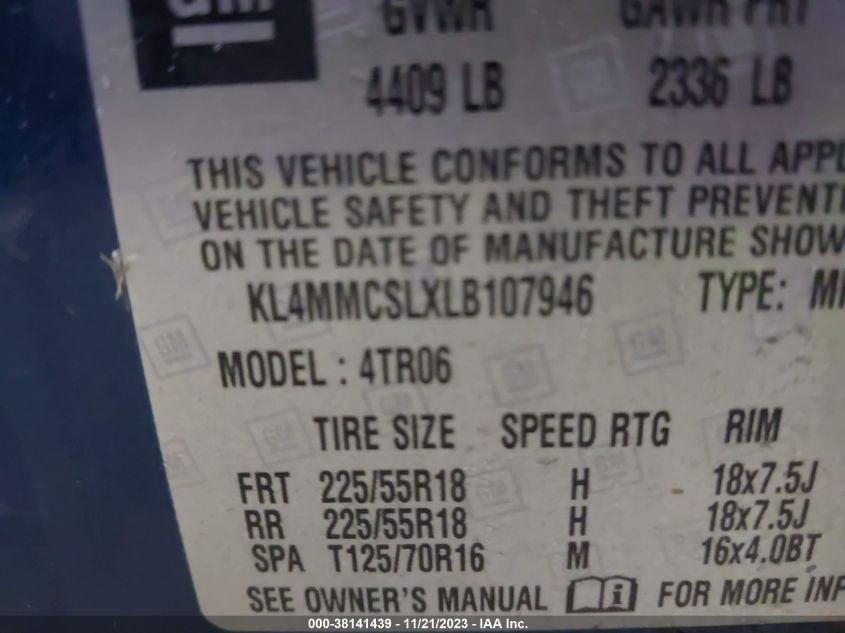 GM
GVWR GAWR FRT
4409 LB 2336 LB
THIS VEHICLE CONFORMS TO ALL APPL
VEHICLE SAFETY AND THEFT PREVENTI
ON THE DATE OF MANUFACTURE SHOW
KL4MMCSLXLB107946 TYPE: M
MODEL : 4TR06
TIRE SIZE SPEED RTG RIM
FRT 225/55R18 H 18x7.5J
RR 225/55R18 H 18x7.5J
SPA T125/70R16 M 16x4.0BT
SEE OWNER'S MANUAL i FOR MORE INF
000-38141439 - 11/21/2023 - IAA Inc.